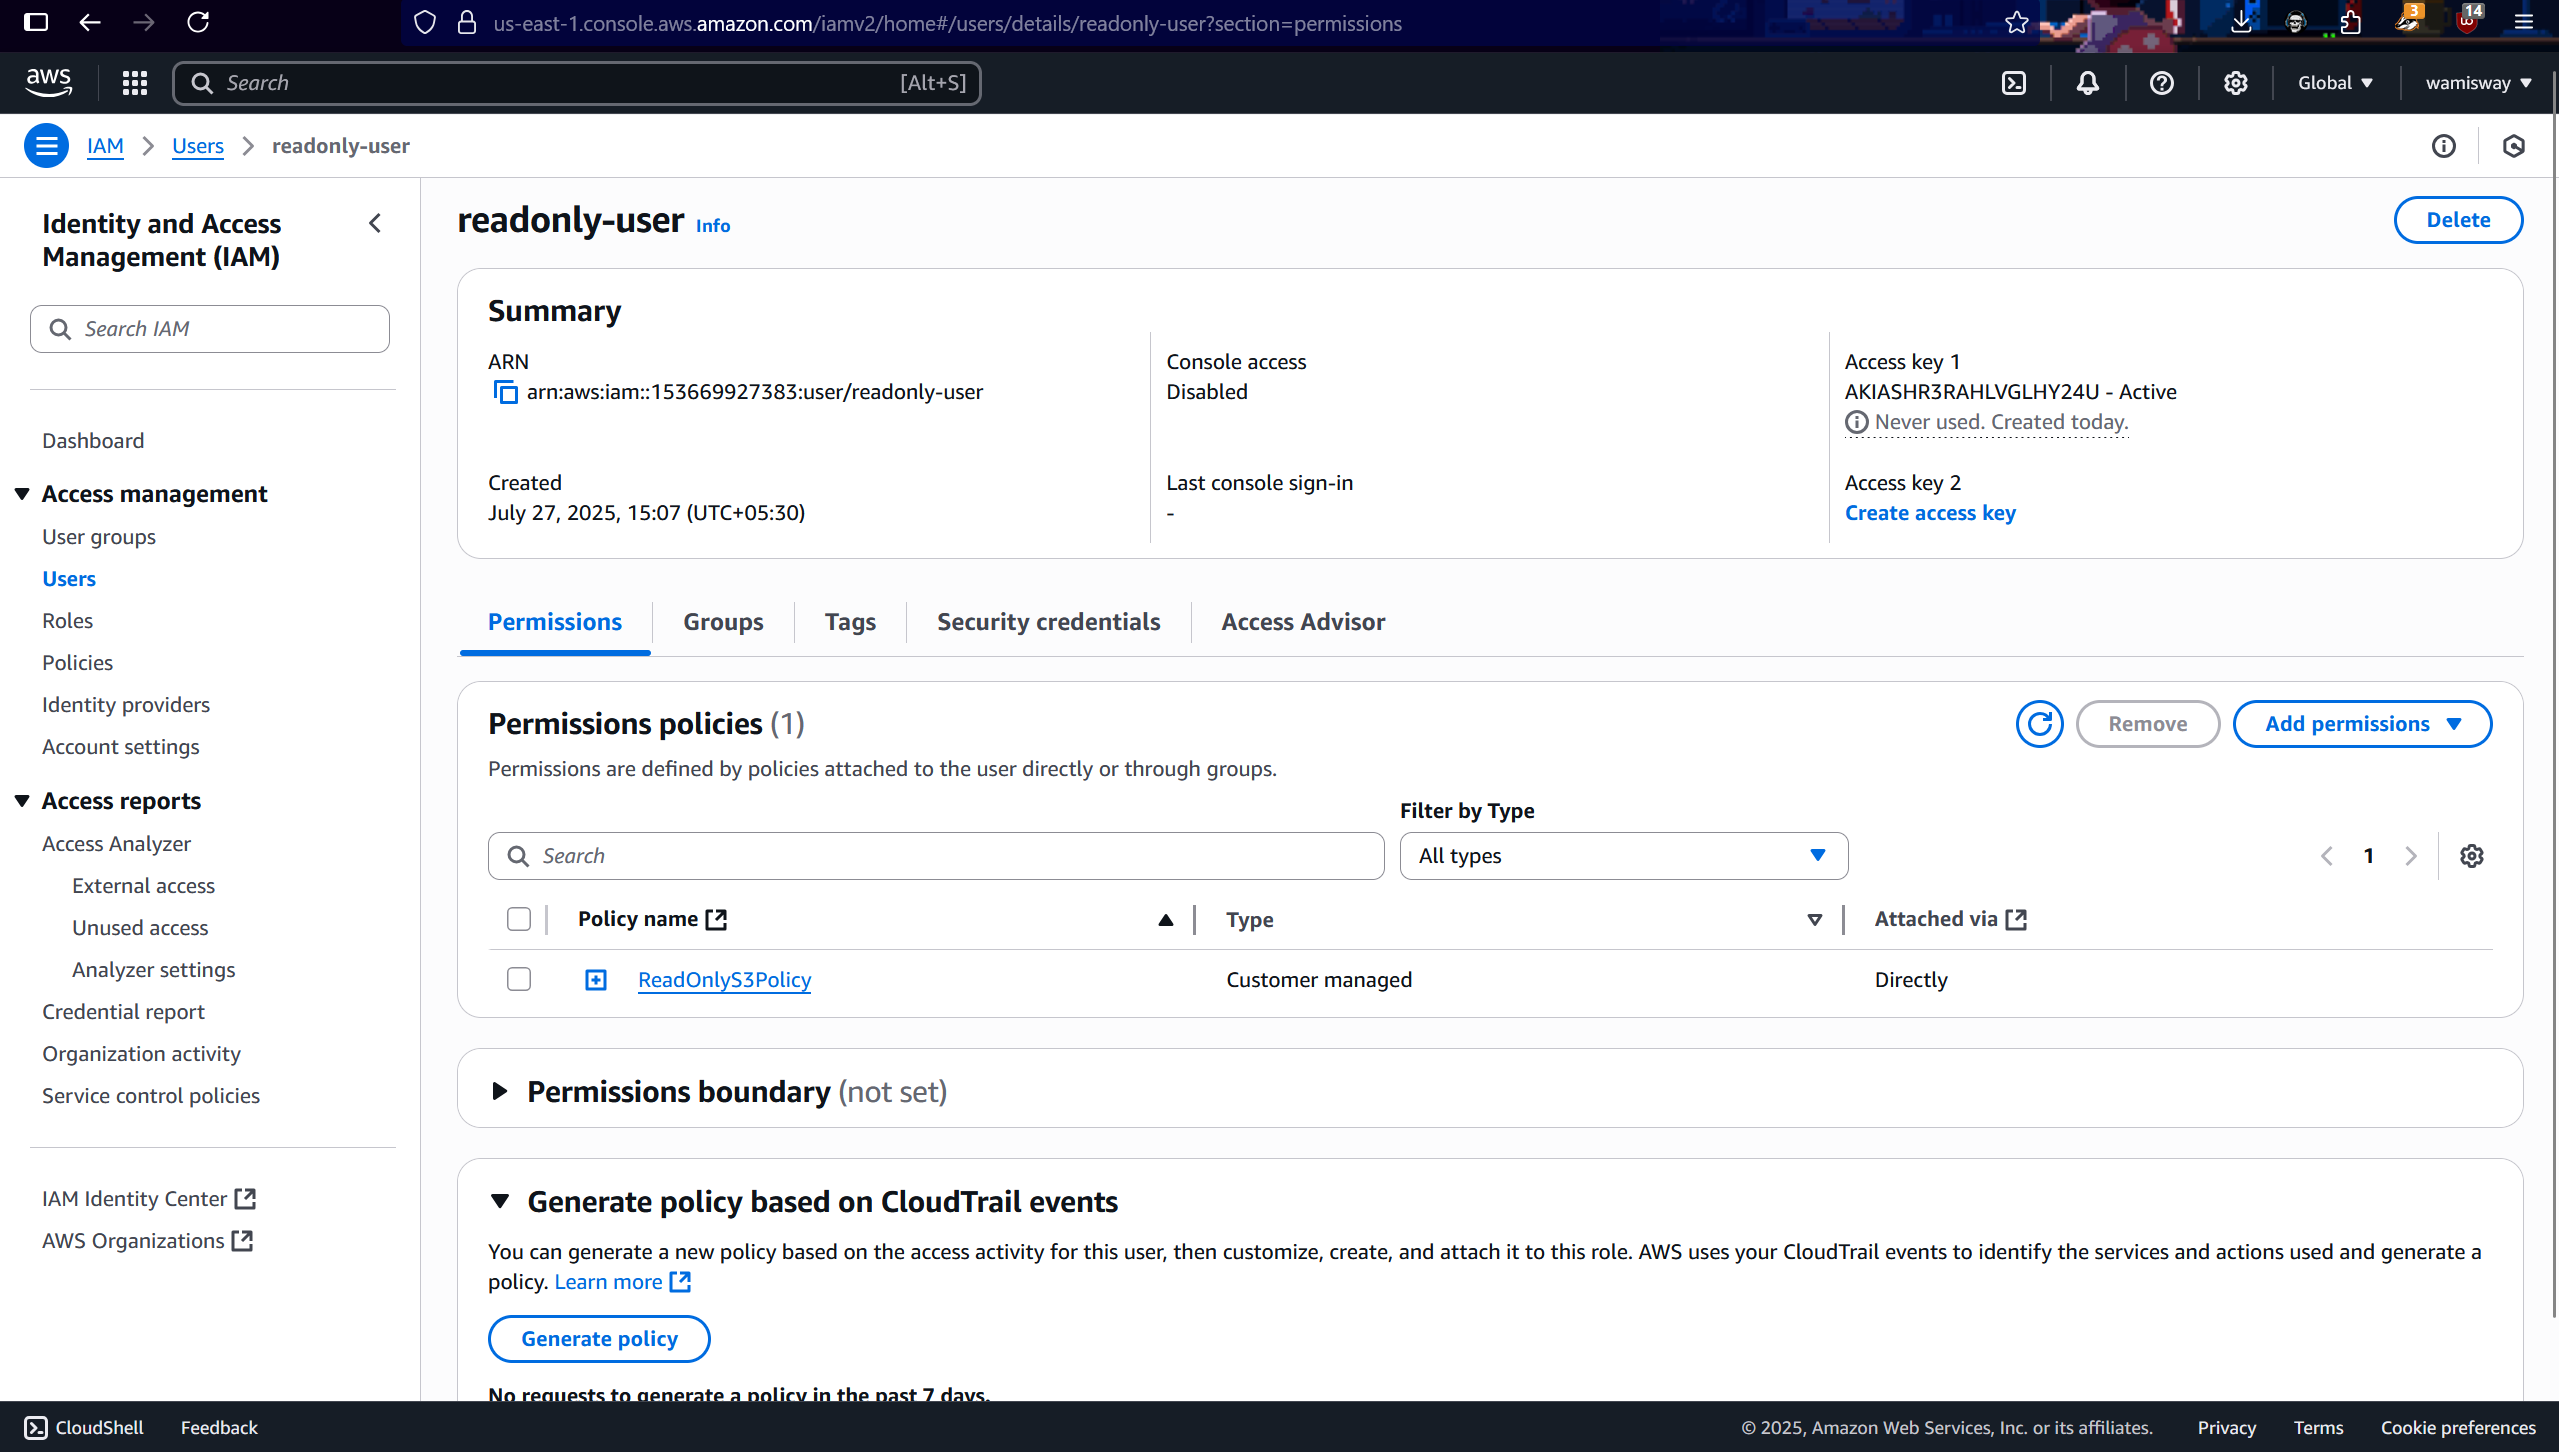 us-east-1.console.aws.amazon.com/iamv2/home#/users/details/readonly-user?section=permissions
3
14
aws
Search
[Alt+S]
Global
wamisway
IAM
Users
readonly-user
Identity and Access
Management (IAM)
Search IAM
Dashboard
Access management
User groups
Users
Roles
Policies
Identity providers
Account settings
Access reports
Access Analyzer
External access
Unused access
Analyzer settings
Credential report
Organization activity
Service control policies
IAM Identity Center
AWS Organizations
readonly-user Info
Delete
Summary
ARN
arn:aws:iam::153669927383:user/readonly-user
Created
July 27, 2025, 15:07 (UTC+05:30)
Console access
Disabled
Last console sign-in
-
Access key 1
AKIASHR3RAHLVGLHY24U - Active
Never used. Created today.
Access key 2
Create access key
Permissions
Groups
Tags
Security credentials
Access Advisor
Permissions policies (1)
Remove
Add permissions
Permissions are defined by policies attached to the user directly or through groups.
Filter by Type
Search
All types
1
Policy name
Type
Attached via
ReadOnlyS3Policy
Customer managed
Directly
Permissions boundary (not set)
Generate policy based on CloudTrail events
You can generate a new policy based on the access activity for this user, then customize, create, and attach it to this role. AWS uses your CloudTrail events to identify the services and actions used and generate a
policy. Learn more
Generate policy
No requests to generate a policy in the past 7 days.
CloudShell
Feedback
© 2025, Amazon Web Services, Inc. or its affiliates.
Privacy
Terms
Cookie preferences